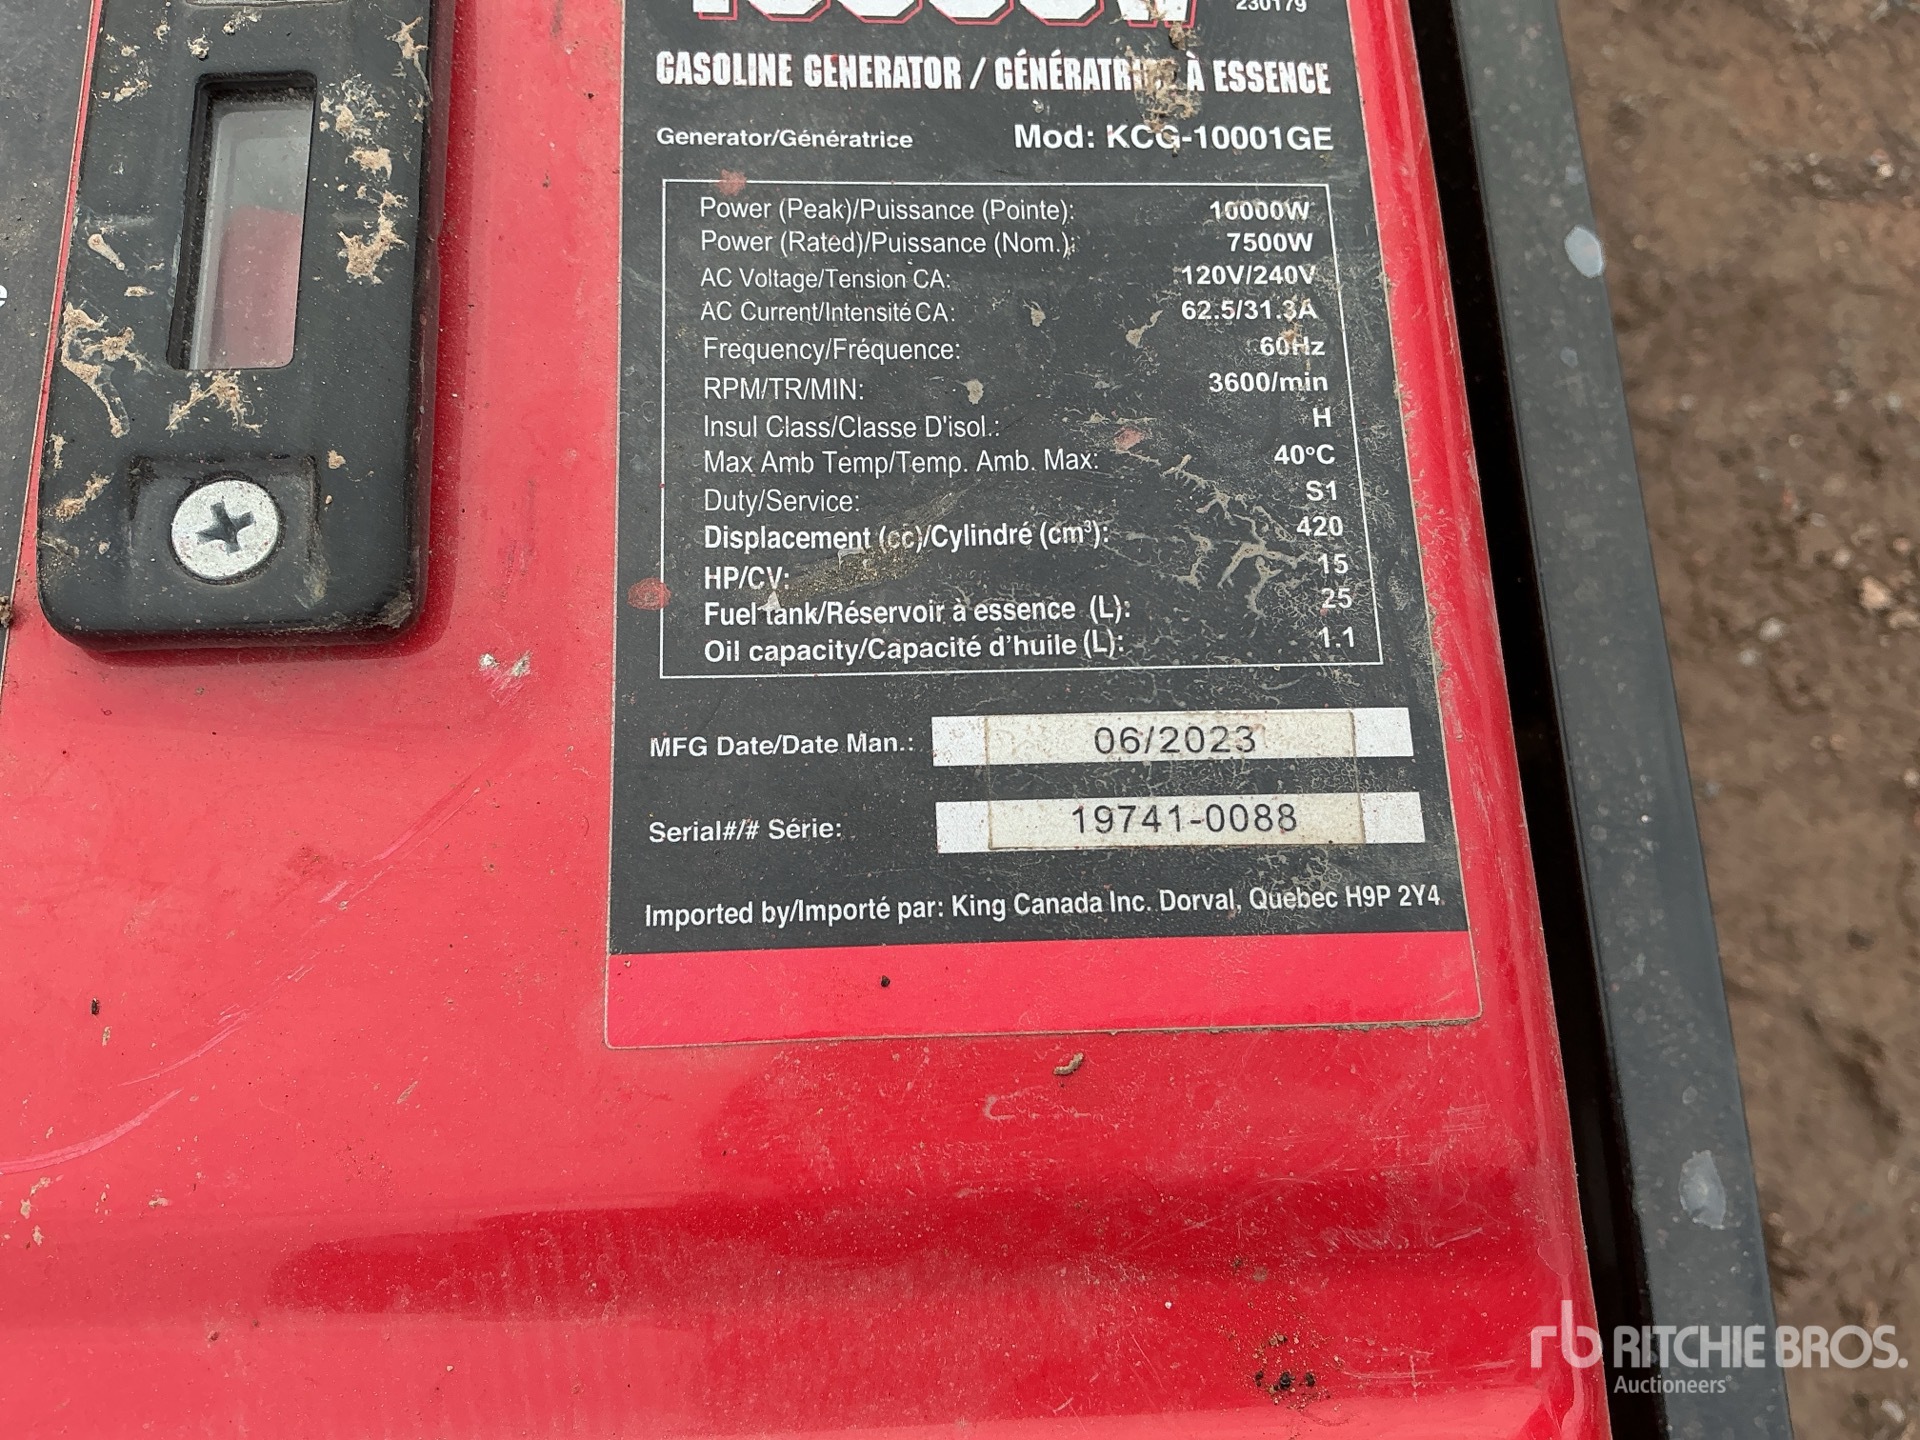 10000W
230179
GASOLINE GENERATOR / GÉNÉRATRICE À ESSENCE
Generator/Génératrice Mod: KCG-10001GE
Power (Peak)/Puissance (Pointe): 10000W
Power (Rated)/Puissance (Nom.): 7500W
AC Voltage/Tension CA: 120V/240V
AC Current/Intensité CA: 62.5/31.3A
Frequency/Fréquence: 60Hz
RPM/TR/MIN: 3600/min
Insul Class/Classe D'isol.: H
Max Amb Temp/Temp. Amb. Max: 40°C
Duty/Service: S1
Displacement (cc)/Cylindré (cm³): 420
HP/CV: 15
Fuel tank/Réservoir à essence (L): 25
Oil capacity/Capacité d'huile (L): 1.1
MFG Date/Date Man.: 06/2023
Serial#/# Série: 19741-0088
Imported by/Importé par: King Canada Inc. Dorval, Quebec H9P 2Y4
e
rb RITCHIE BROS.
Auctioneers